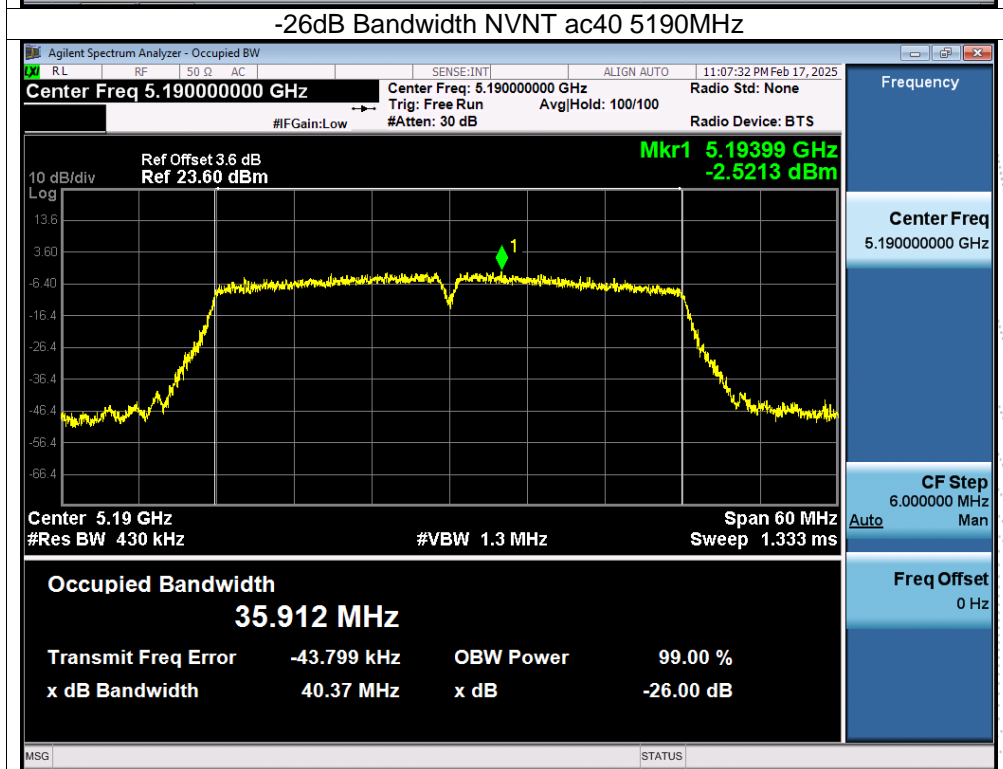 -26dB Bandwidth NVNT ac40 5190MHz
Agilent Spectrum Analyzer - Occupied BW
LXI RL RF 50 Ω AC SENSE:INT ALIGN AUTO 11:07:32 PM Feb 17, 2025
Center Freq 5.190000000 GHz Center Freq: 5.190000000 GHz Radio Std: None
Trig: Free Run Avg|Hold: 100/100
#IFGain:Low #Atten: 30 dB Radio Device: BTS
Frequency
Mkr1 5.19399 GHz
-2.5213 dBm
Ref Offset 3.6 dB
10 dB/div Ref 23.60 dBm
Log
13.6
3.60
-6.40
-16.4
-26.4
-36.4
-46.4
-56.4
-66.4
1
Center 5.19 GHz Span 60 MHz
#Res BW 430 kHz #VBW 1.3 MHz Sweep 1.333 ms
Center Freq
5.190000000 GHz
CF Step
6.000000 MHz
Auto Man
Freq Offset
0 Hz
Occupied Bandwidth
35.912 MHz
Transmit Freq Error -43.799 kHz OBW Power 99.00 %
x dB Bandwidth 40.37 MHz x dB -26.00 dB
MSG STATUS